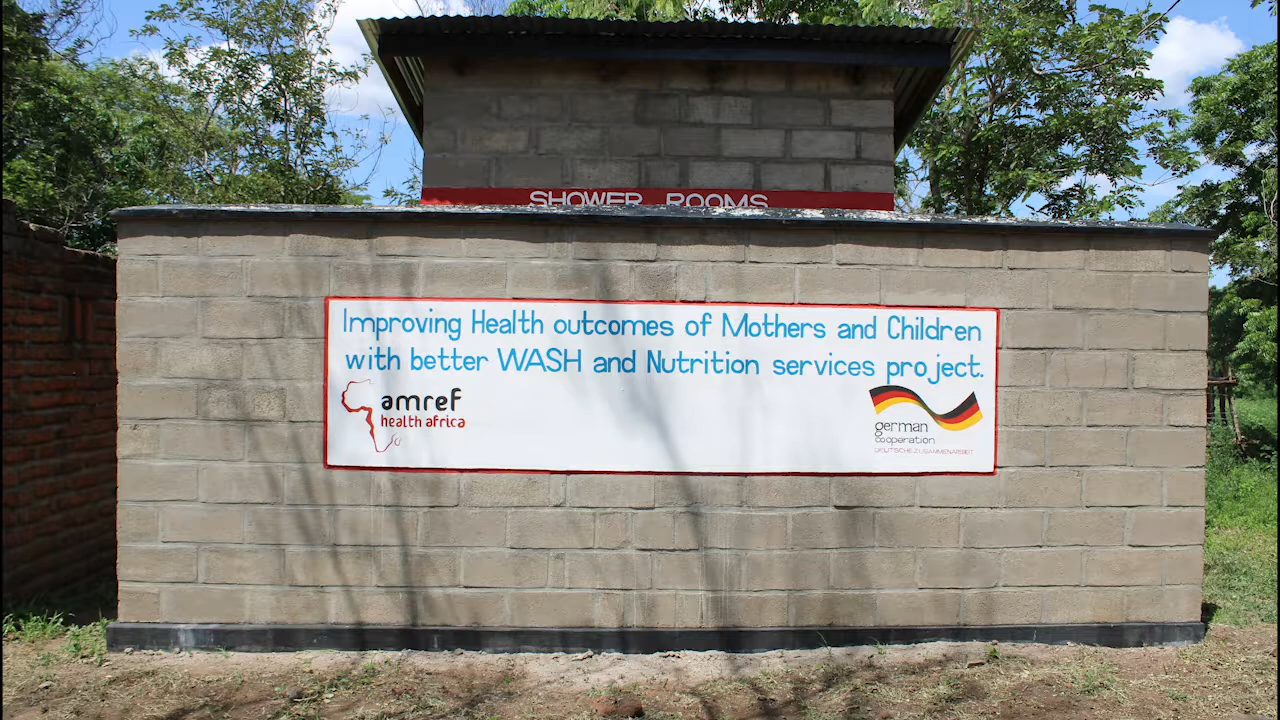 SHOWER ROOMS
Improving Health outcomes of Mothers and Children
with better WASH and Nutrition services project.
amref
health africa
german
cooperation
DEUTSCHE ZUSAMMENARBEIT